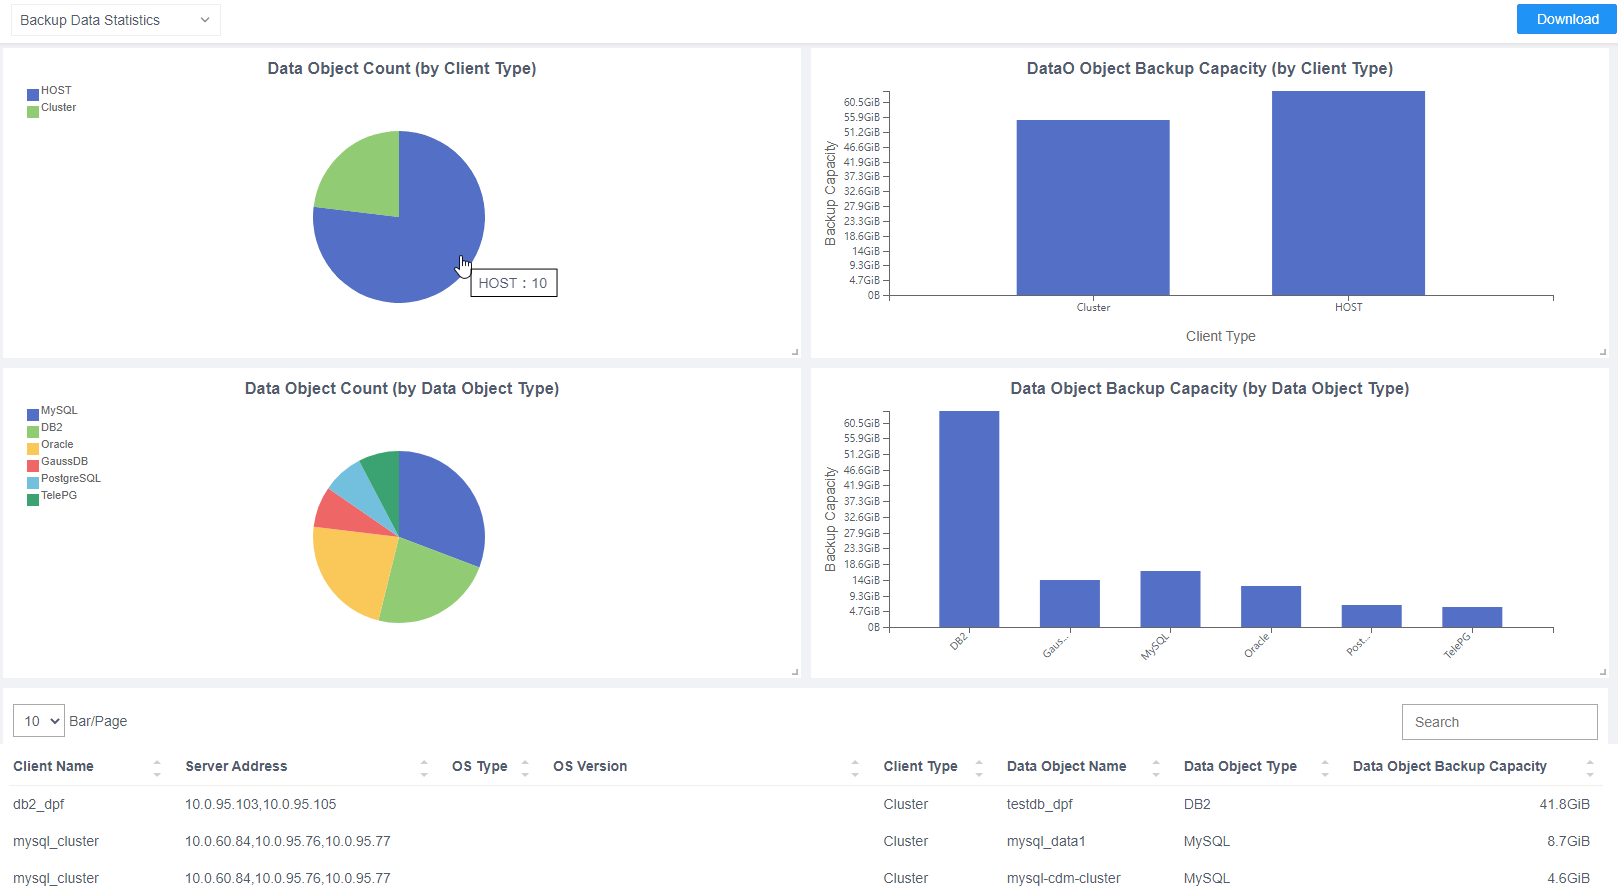 Backup Data Statistics
Download
Data Object Count (by Client Type)
HOST
Cluster
HOST : 10
DataO Object Backup Capacity (by Client Type)
Backup Capacity
60.5GiB
55.9GiB
51.2GiB
46.6GiB
41.9GiB
37.3GiB
32.6GiB
27.9GiB
23.3GiB
18.6GiB
14GiB
9.3GiB
4.7GiB
0B
Cluster
HOST
Client Type
Data Object Count (by Data Object Type)
MySQL
DB2
Oracle
GaussDB
PostgreSQL
TelePG
Data Object Backup Capacity (by Data Object Type)
Backup Capacity
60.5GiB
55.9GiB
51.2GiB
46.6GiB
41.9GiB
37.3GiB
32.6GiB
27.9GiB
23.3GiB
18.6GiB
14GiB
9.3GiB
4.7GiB
0B
DB2
Gaus...
MySQL
Oracle
Post...
TelePG
10 Bar/Page
Search
Client Name Server Address OS Type OS Version Client Type Data Object Name Data Object Type Data Object Backup Capacity
db2_dpf 10.0.95.103,10.0.95.105 Cluster testdb_dpf DB2 41.8GiB
mysql_cluster 10.0.60.84,10.0.95.76,10.0.95.77 Cluster mysql_data1 MySQL 8.7GiB
mysql_cluster 10.0.60.84,10.0.95.76,10.0.95.77 Cluster mysql-cdm-cluster MySQL 4.6GiB